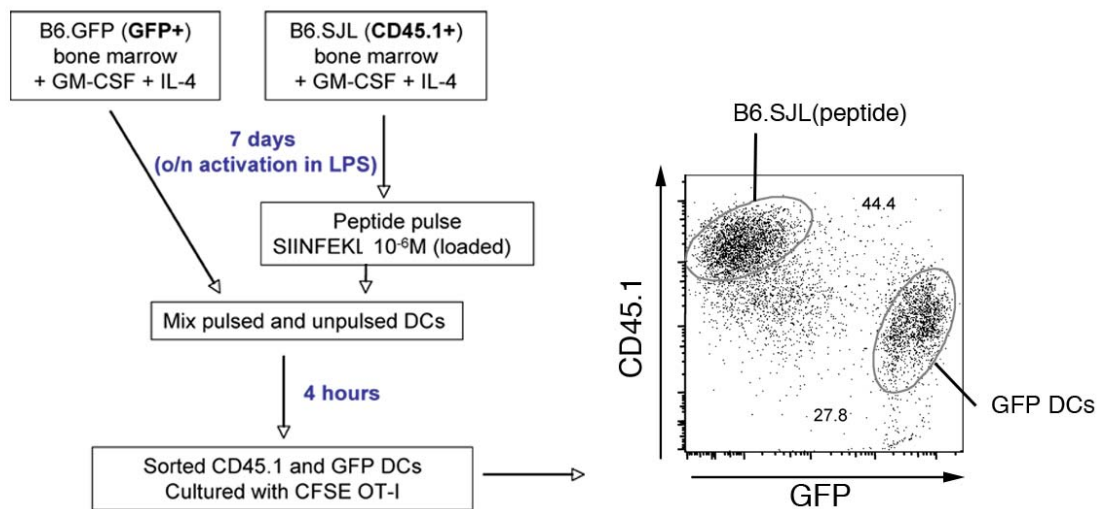 B6.GFP (GFP+)
bone marrow
+ GM-CSF + IL-4
B6.SJL (CD45.1+)
bone marrow
+ GM-CSF + IL-4
7 days
(o/n activation in LPS)
Peptide pulse
SIINFEKL 10⁻⁶M (loaded)
Mix pulsed and unpulsed DCs
4 hours
Sorted CD45.1 and GFP DCs
Cultured with CFSE OT-I
B6.SJL(peptide)
44.4
CD45.1
27.8
GFP DCs
GFP